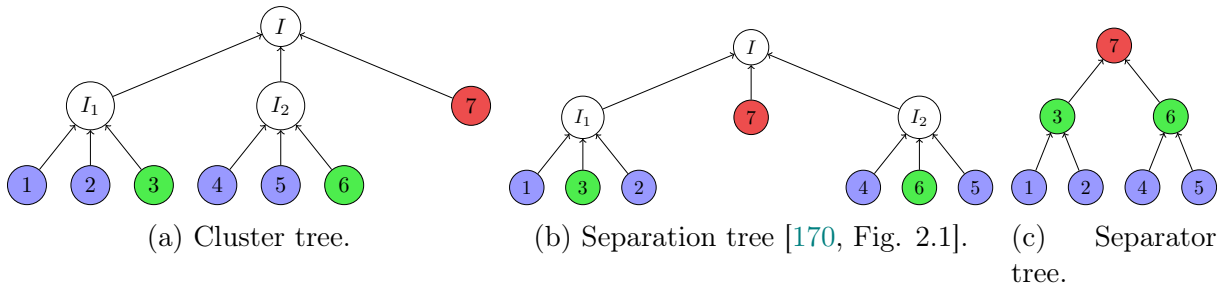 I
I₁ I₂ 7
1 2 3 4 5 6
(a) Cluster tree.
I
I₁ 7 I₂
1 3 2 4 6 5
(b) Separation tree [170, Fig. 2.1].
7
3 6
1 2 4 5
(c) Separator
tree.